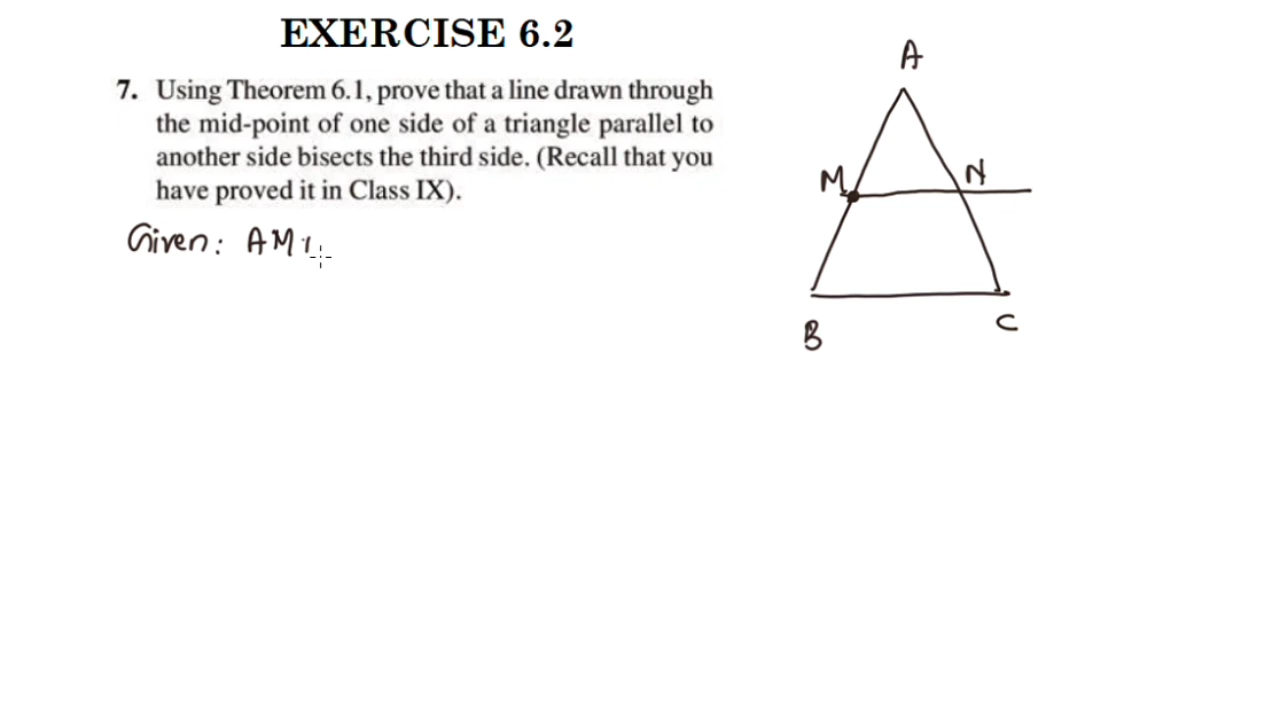 EXERCISE 6.2
7. Using Theorem 6.1, prove that a line drawn through
the mid-point of one side of a triangle parallel to
another side bisects the third side. (Recall that you
have proved it in Class IX).
Given: AM
A
M
N
B
C